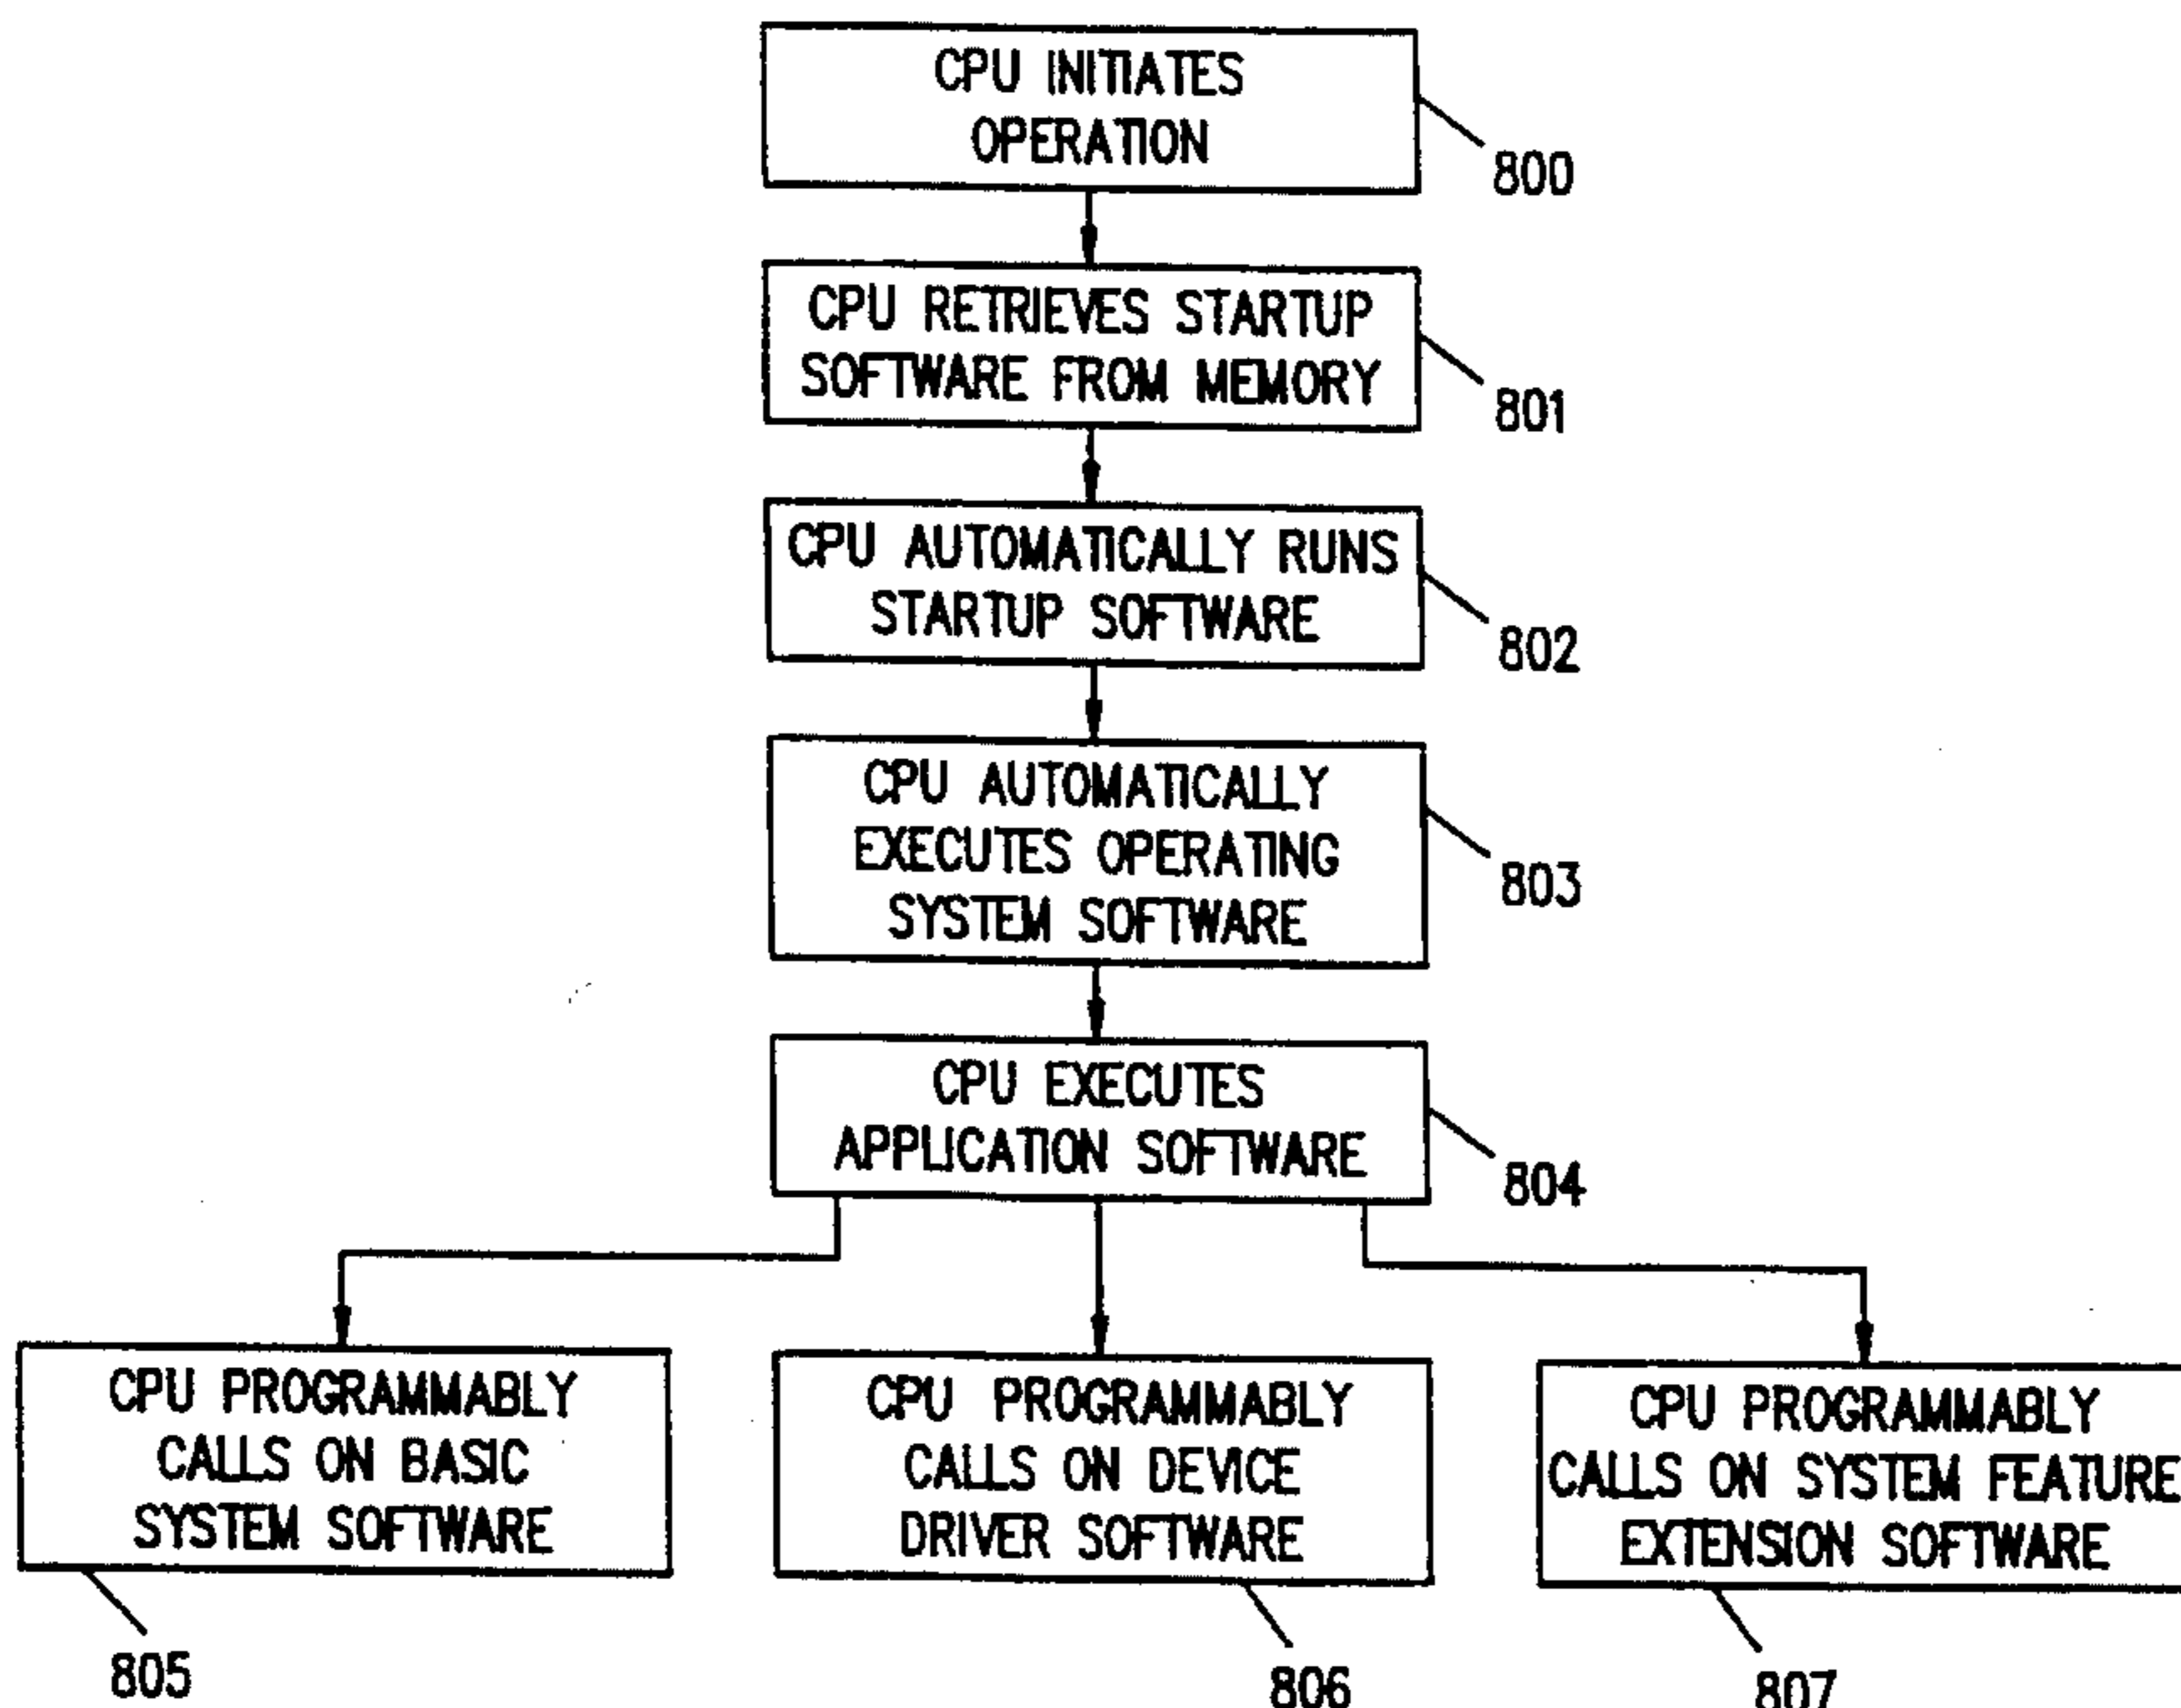 CPU INITIATES
OPERATION
800
CPU RETRIEVES STARTUP
SOFTWARE FROM MEMORY
801
CPU AUTOMATICALLY RUNS
STARTUP SOFTWARE
802
CPU AUTOMATICALLY
EXECUTES OPERATING
SYSTEM SOFTWARE
803
CPU EXECUTES
APPLICATION SOFTWARE
804
CPU PROGRAMMABLY
CALLS ON BASIC
SYSTEM SOFTWARE
805
CPU PROGRAMMABLY
CALLS ON DEVICE
DRIVER SOFTWARE
806
CPU PROGRAMMABLY
CALLS ON SYSTEM FEATURE
EXTENSION SOFTWARE
807